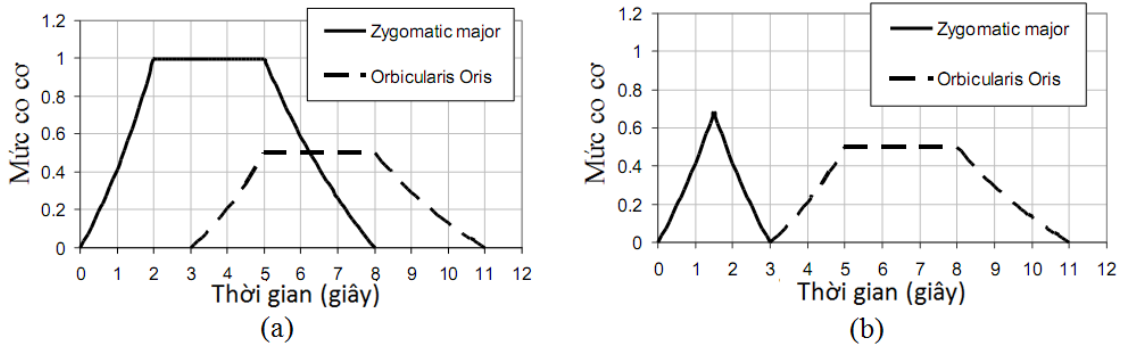 1.2
1
0.8
0.6
0.4
0.2
0
Mức co cơ
Zygomatic major
Orbicularis Oris
0 1 2 3 4 5 6 7 8 9 10 11 12
Thời gian (giây)
(a)
1.2
1
0.8
0.6
0.4
0.2
0
Mức co cơ
Zygomatic major
Orbicularis Oris
0 1 2 3 4 5 6 7 8 9 10 11 12
Thời gian (giây)
(b)